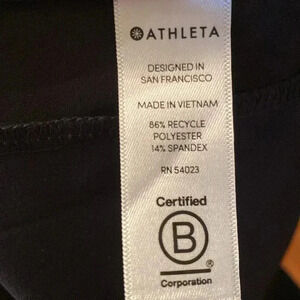 ATHLETA
DESIGNED IN
SAN FRANCISCO
MADE IN VIETNAM
86% RECYCLE
POLYESTER
14% SPANDEX
RN 54023
Certified
B
®
Corporation